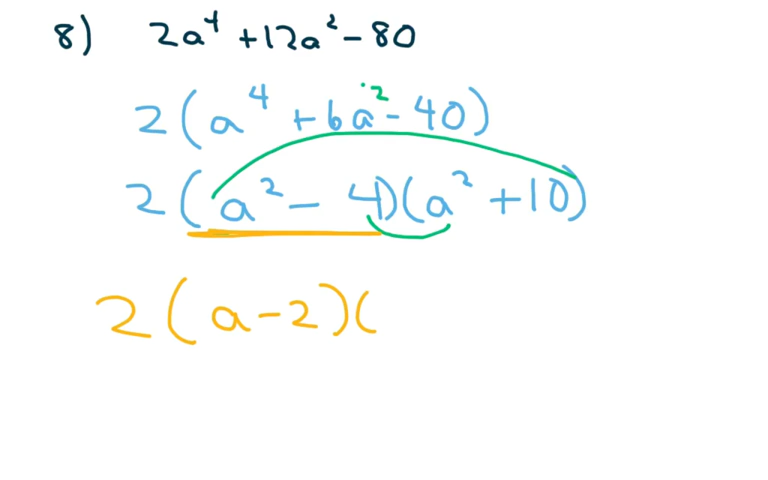 8) 2a⁴ +12a² - 80
2(a⁴ + 6a² - 40)
2(a² - 4)(a² + 10)
2(a - 2)(